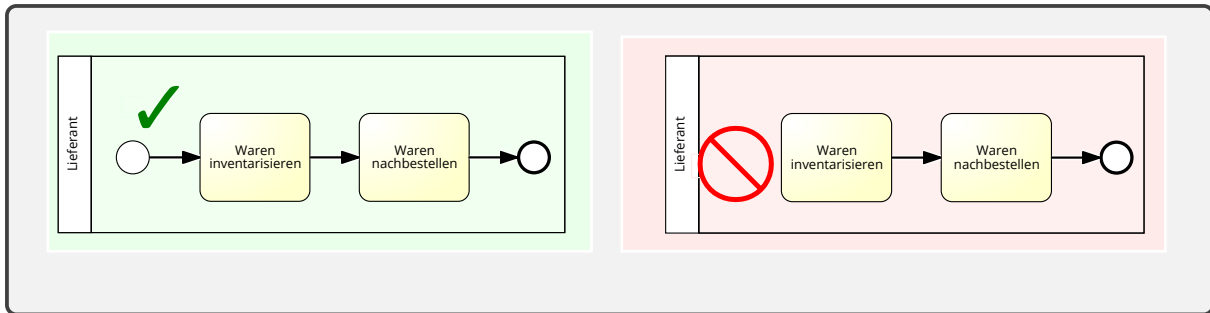 Lieferant
Waren
inventarisieren
Waren
nachbestellen
Lieferant
Waren
inventarisieren
Waren
nachbestellen